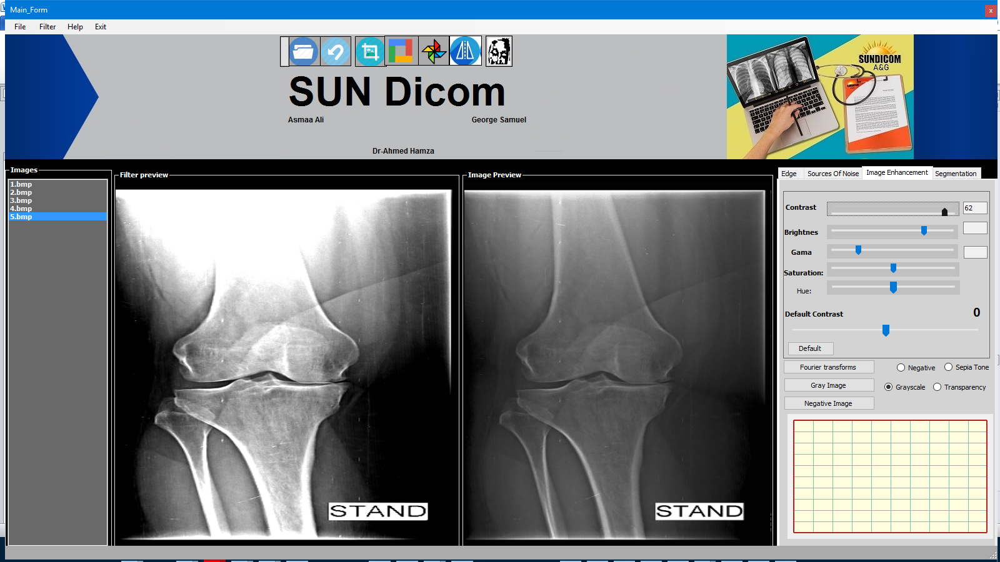 Main_Form
File Filter Help Exit
SUN Dicom
Asmaa Ali George Samuel
Dr-Ahmed Hamza
SUNDICOM
A&G
SUNDICOM
Images
1.bmp
2.bmp
3.bmp
4.bmp
5.bmp
Filter preview
STAND
Image Preview
STAND
Edge Sources Of Noise Image Enhancement Segmentation
Contrast 62
Brightnes
Gama
Saturation:
Hue:
Default Contrast 0
Default
Fourier transforms Negative Sepia Tone
Gray Image Grayscale Transparency
Negative Image